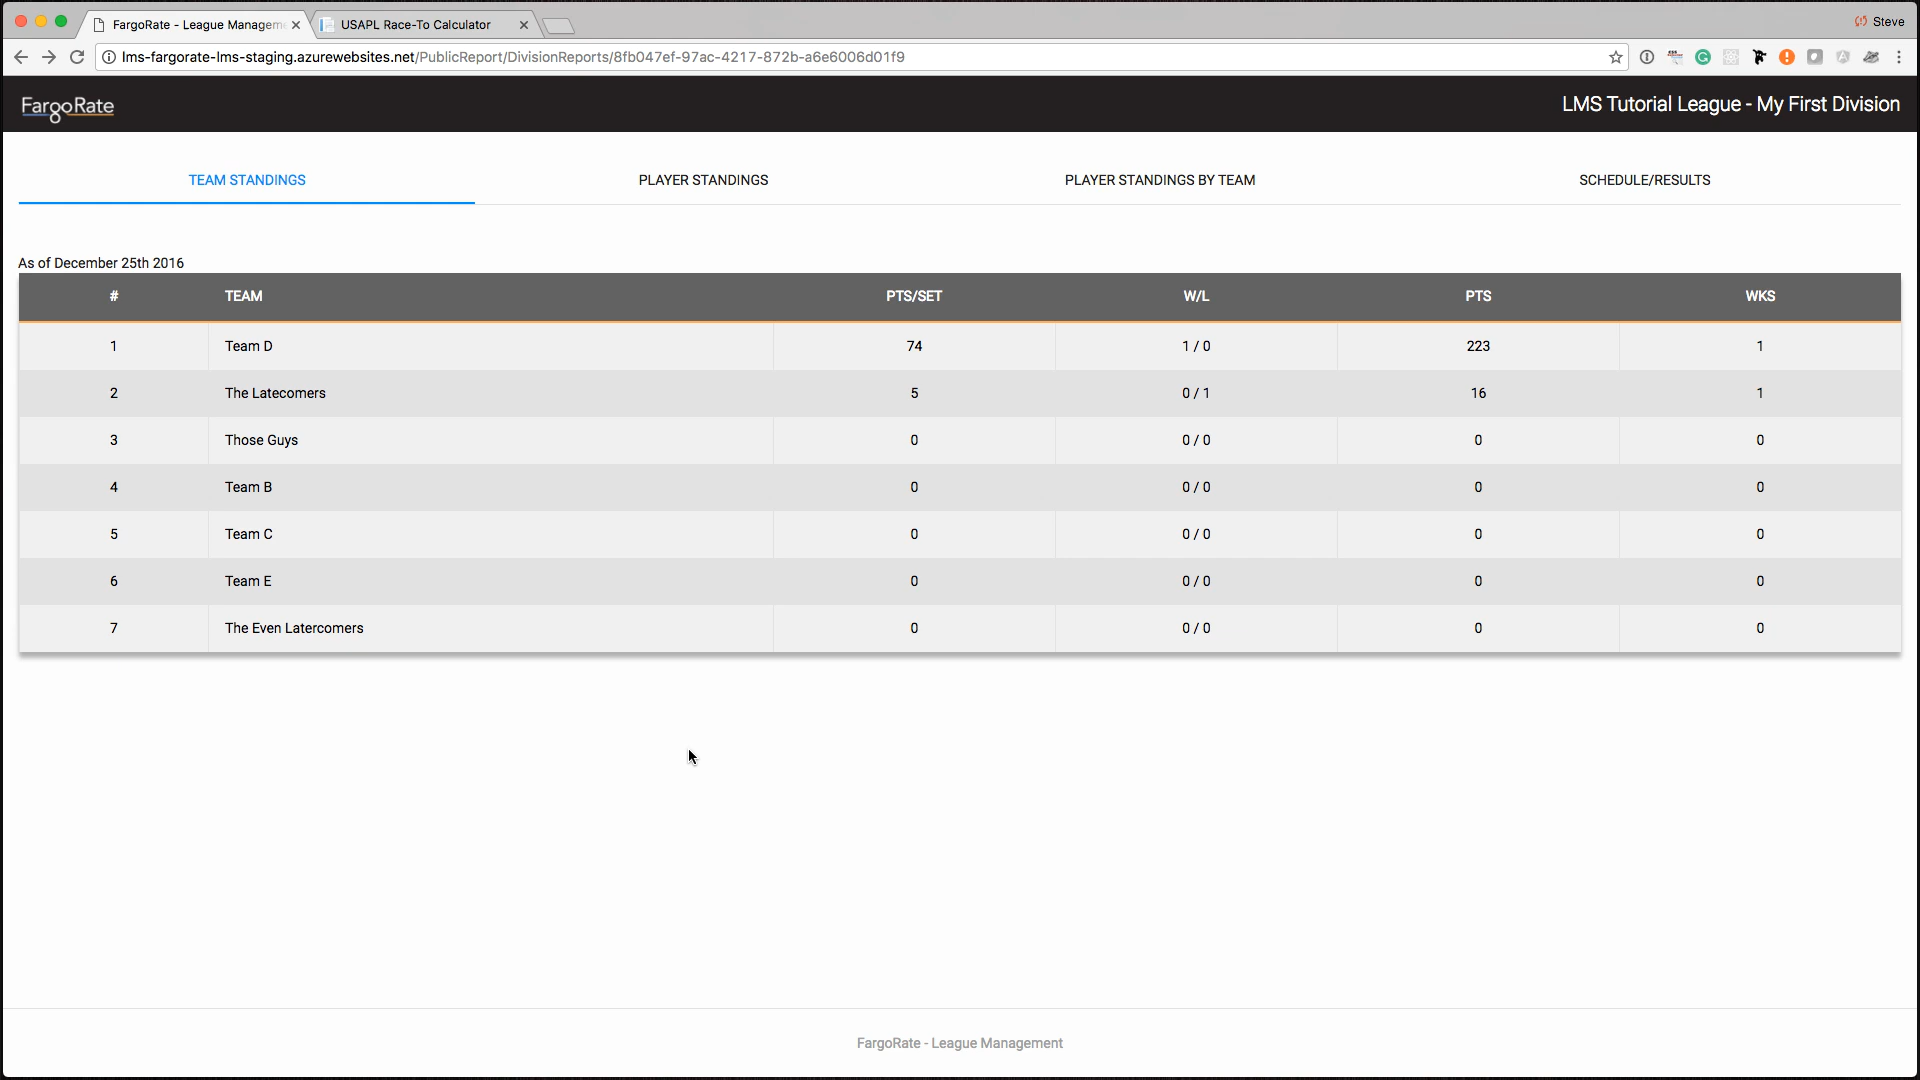 FargoRate - League Managem
USAPL Race-To Calculator
Steve
lms-fargorate-lms-staging.azurewebsites.net/PublicReport/DivisionReports/8fb047ef-97ac-4217-872b-a6e6006d01f9
FargoRate
LMS Tutorial League - My First Division
TEAM STANDINGS PLAYER STANDINGS PLAYER STANDINGS BY TEAM SCHEDULE/RESULTS
As of December 25th 2016
# TEAM PTS/SET W/L PTS WKS
1 Team D 74 1 / 0 223 1
2 The Latecomers 5 0 / 1 16 1
3 Those Guys 0 0 / 0 0 0
4 Team B 0 0 / 0 0 0
5 Team C 0 0 / 0 0 0
6 Team E 0 0 / 0 0 0
7 The Even Latercomers 0 0 / 0 0 0
FargoRate - League Management